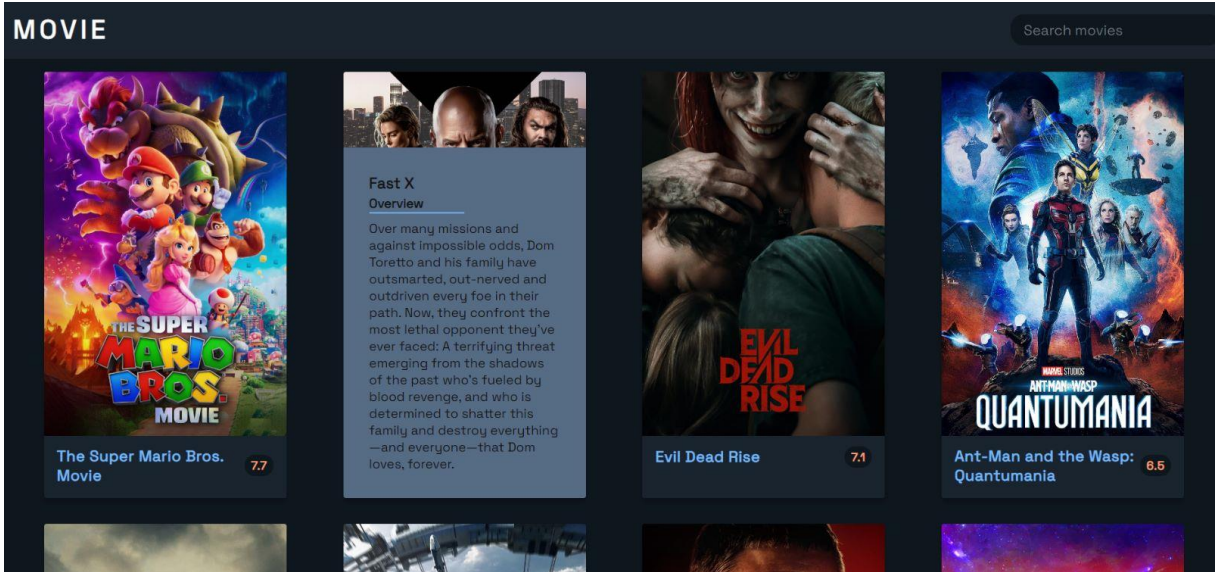 MOVIE
Search movies
THE SUPER
MARIO
BROS.
MOVIE
The Super Mario Bros.
Movie
7.7
Fast X
Overview
Over many missions and
against impossible odds, Dom
Toretto and his family have
outsmarted, out-nerved and
outdriven every foe in their
path. Now, they confront the
most lethal opponent they've
ever faced: A terrifying threat
emerging from the shadows
of the past who's fueled by
blood revenge, and who is
determined to shatter this
family and destroy everything
—and everyone—that Dom
loves, forever.
EVIL
DEAD
RISE
Evil Dead Rise
7.1
MARVEL STUDIOS
ANT-MAN AND THE WASP
QUANTUMANIA
Ant-Man and the Wasp:
Quantumania
6.5